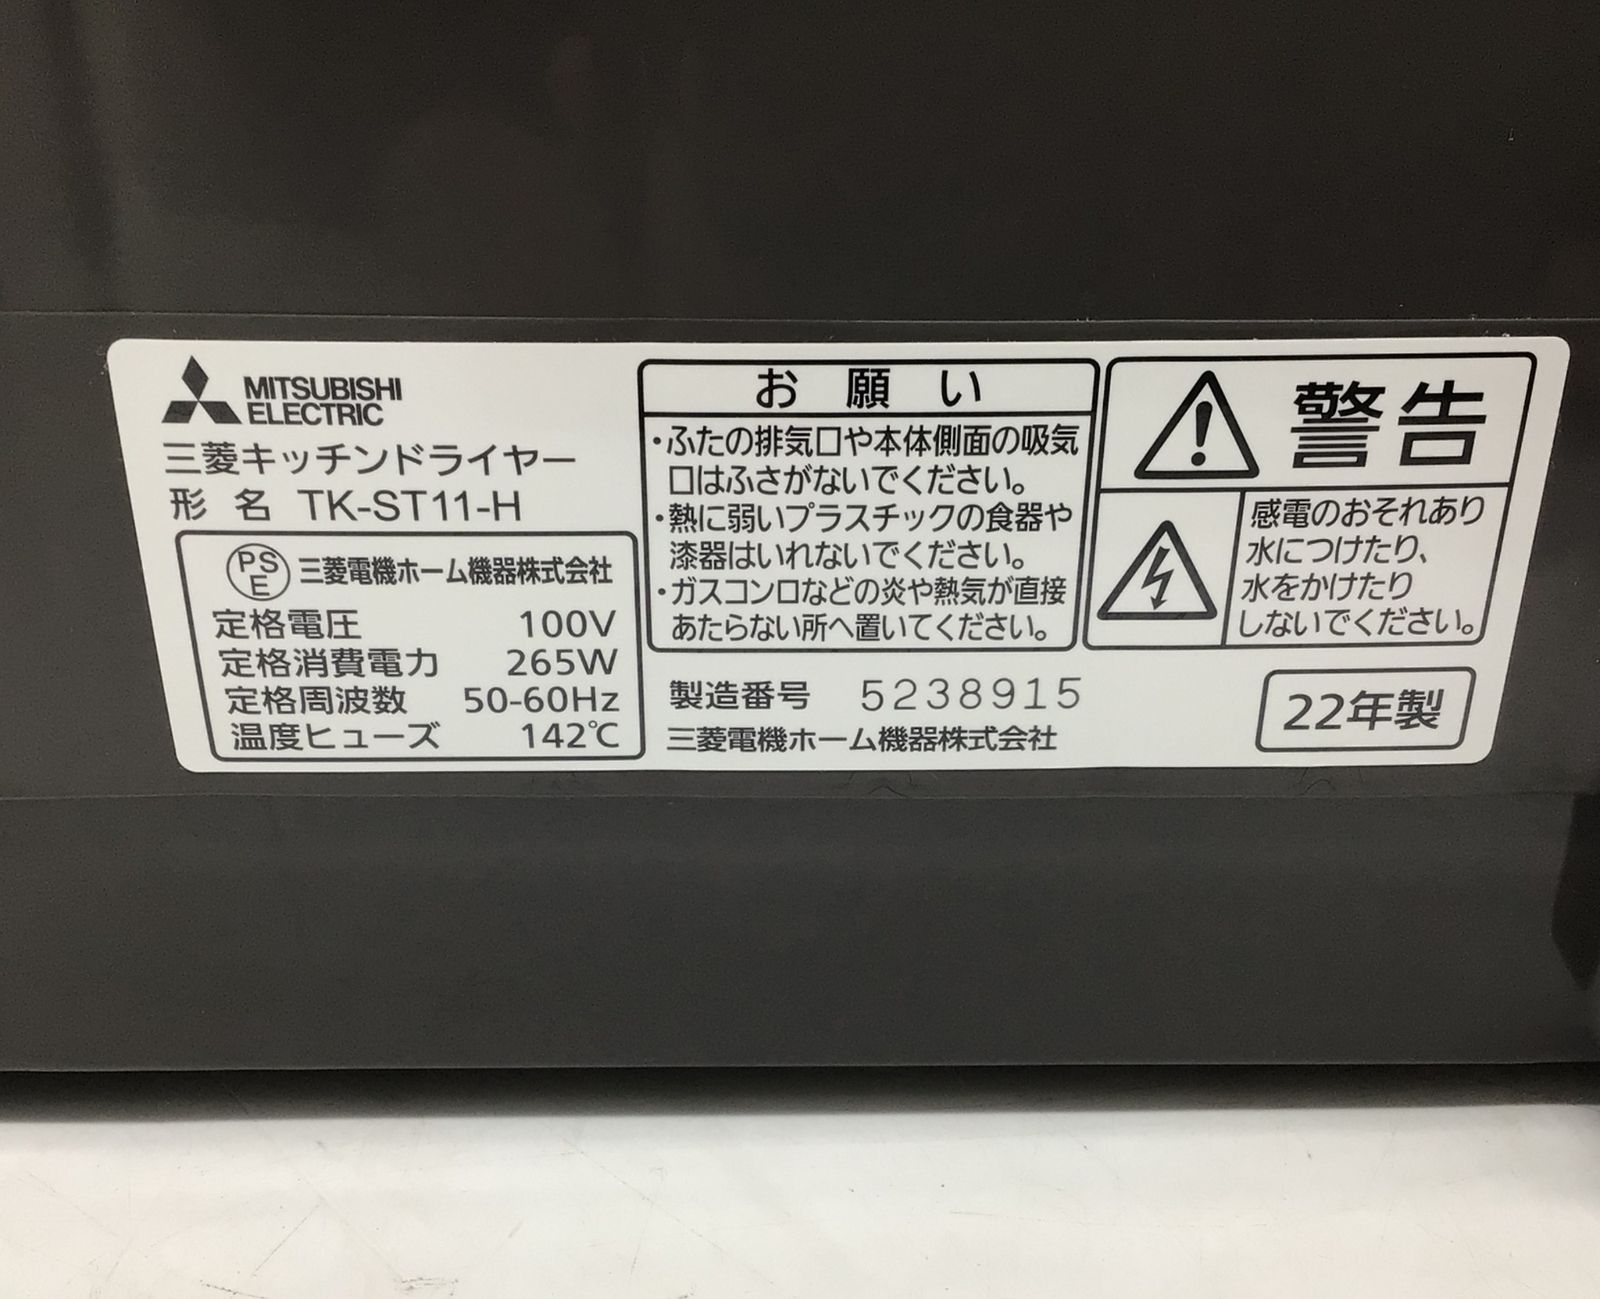 MITSUBISHI
ELECTRIC
三菱キッチンドライヤー
形 名 TK-ST11-H
PS
E
三菱電機ホーム機器株式会社
定格電圧 100V
定格消費電力 265W
定格周波数 50-60Hz
温度ヒューズ 142℃
お願い
・ふたの排気口や本体側面の吸気
口はふさがないでください。
・熱に弱いプラスチックの食器や
漆器はいれないでください。
・ガスコンロなどの炎や熱気が直接
あたらない所へ置いてください。
製造番号 5238915
三菱電機ホーム機器株式会社
警告
感電のおそれあり
水につけたり、
水をかけたり
しないでください。
22年製